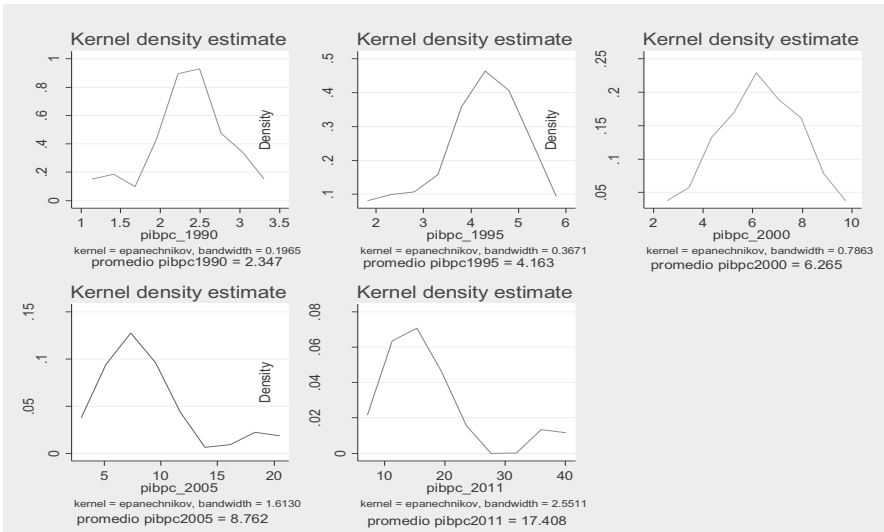 Kernel density estimate
0 .2 .4 .6 .8 1
Density
1 1.5 2 2.5 3 3.5
pibpc_1990
kernel = epanechnikov, bandwidth = 0.1965
promedio pibpc1990 = 2.347
Kernel density estimate
.1 .2 .3 .4 .5
Density
2 3 4 5 6
pibpc_1995
kernel = epanechnikov, bandwidth = 0.3671
promedio pibpc1995 = 4.163
Kernel density estimate
.05 .1 .15 .2 .25
2 4 6 8 10
pibpc_2000
kernel = epanechnikov, bandwidth = 0.7863
promedio pibpc2000 = 6.265
Kernel density estimate
0 .05 .1 .15
Density
5 10 15 20
pibpc_2005
kernel = epanechnikov, bandwidth = 1.6130
promedio pibpc2005 = 8.762
Kernel density estimate
0 .02 .04 .06 .08
10 20 30 40
pibpc_2011
kernel = epanechnikov, bandwidth = 2.5511
promedio pibpc2011 = 17.408